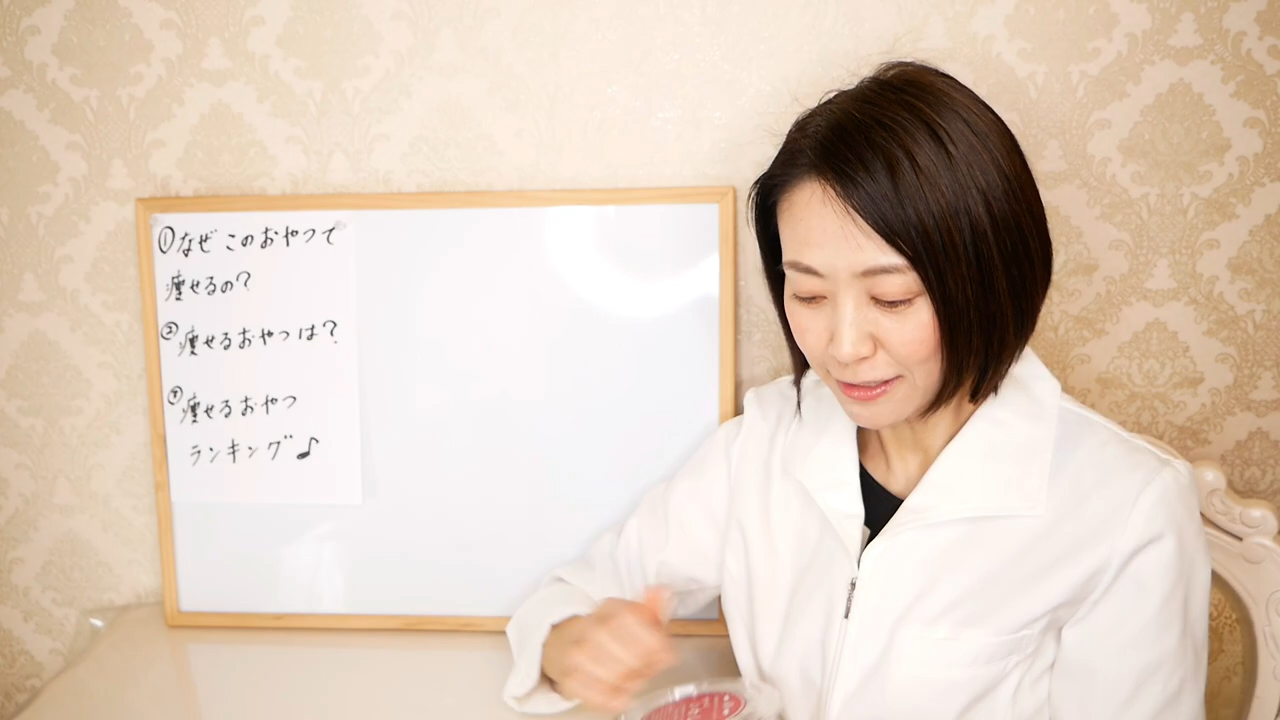 ①なぜこのおやつで
痩せるの?
②痩せるおやつは?
③痩せるおやつ
ランキング♪